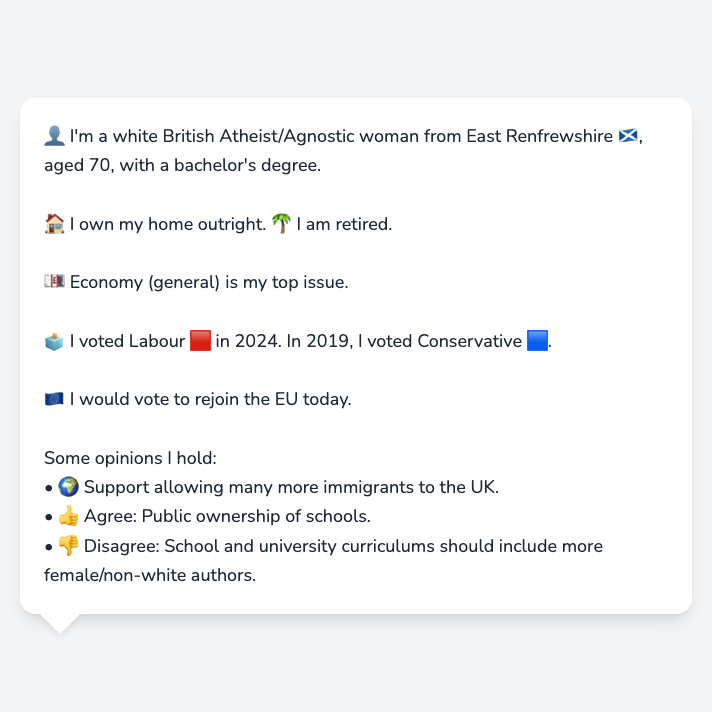 👤 I'm a white British Atheist/Agnostic woman from East Renfrewshire 🏴󠁧󠁢󠁳󠁣󠁴󠁿,
aged 70, with a bachelor's degree.
🏠 I own my home outright. 🌴 I am retired.
💷 Economy (general) is my top issue.
🗳️ I voted Labour 🟥 in 2024. In 2019, I voted Conservative 🟦.
🇪🇺 I would vote to rejoin the EU today.
Some opinions I hold:
• 🌍 Support allowing many more immigrants to the UK.
• 👍 Agree: Public ownership of schools.
• 👎 Disagree: School and university curriculums should include more
female/non-white authors.